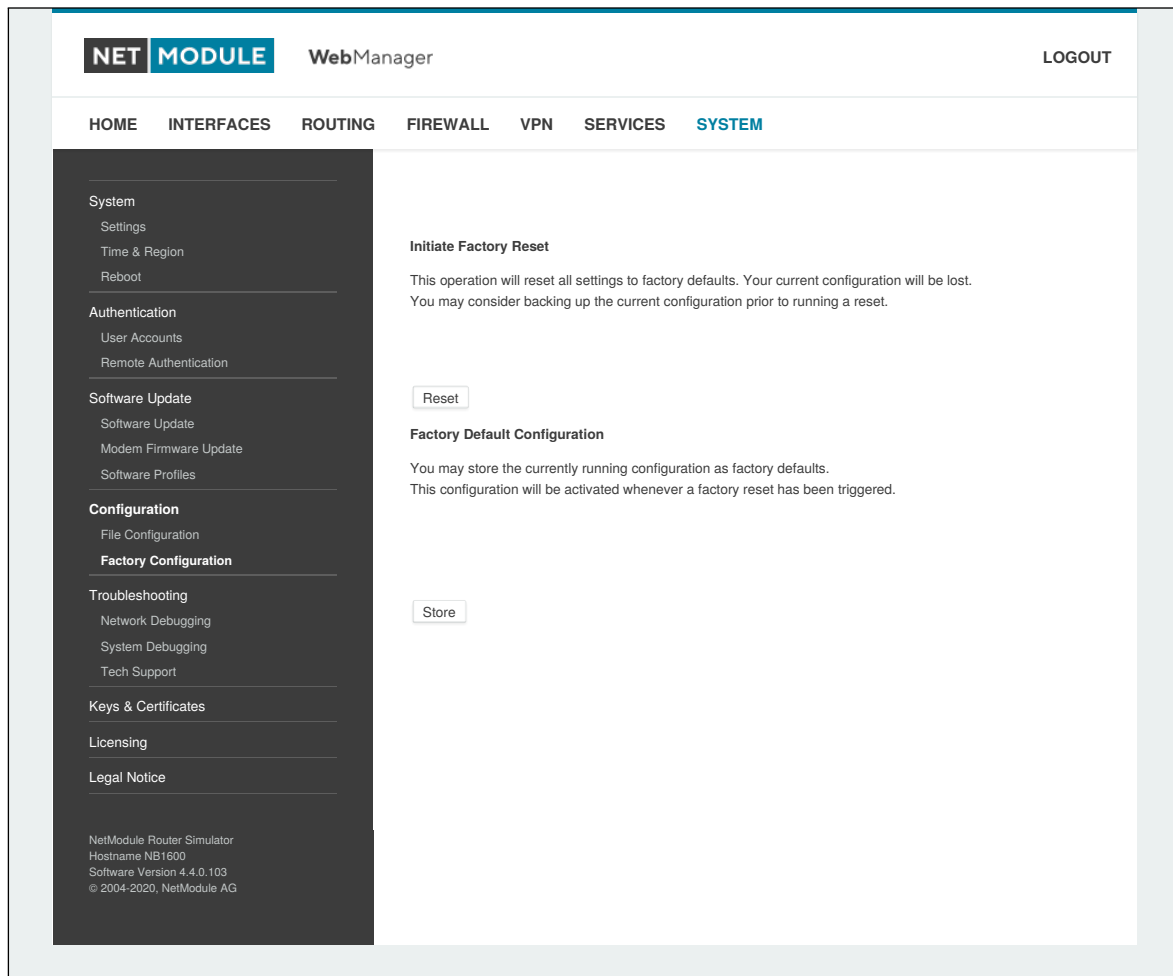 NET MODULE WebManager LOGOUT
HOME INTERFACES ROUTING FIREWALL VPN SERVICES SYSTEM
System
Settings
Time & Region
Reboot
Authentication
User Accounts
Remote Authentication
Software Update
Software Update
Modem Firmware Update
Software Profiles
Configuration
File Configuration
Factory Configuration
Troubleshooting
Network Debugging
System Debugging
Tech Support
Keys & Certificates
Licensing
Legal Notice
NetModule Router Simulator
Hostname NB1600
Software Version 4.4.0.103
© 2004-2020, NetModule AG
Initiate Factory Reset
This operation will reset all settings to factory defaults. Your current configuration will be lost.
You may consider backing up the current configuration prior to running a reset.
Reset
Factory Default Configuration
You may store the currently running configuration as factory defaults.
This configuration will be activated whenever a factory reset has been triggered.
Store